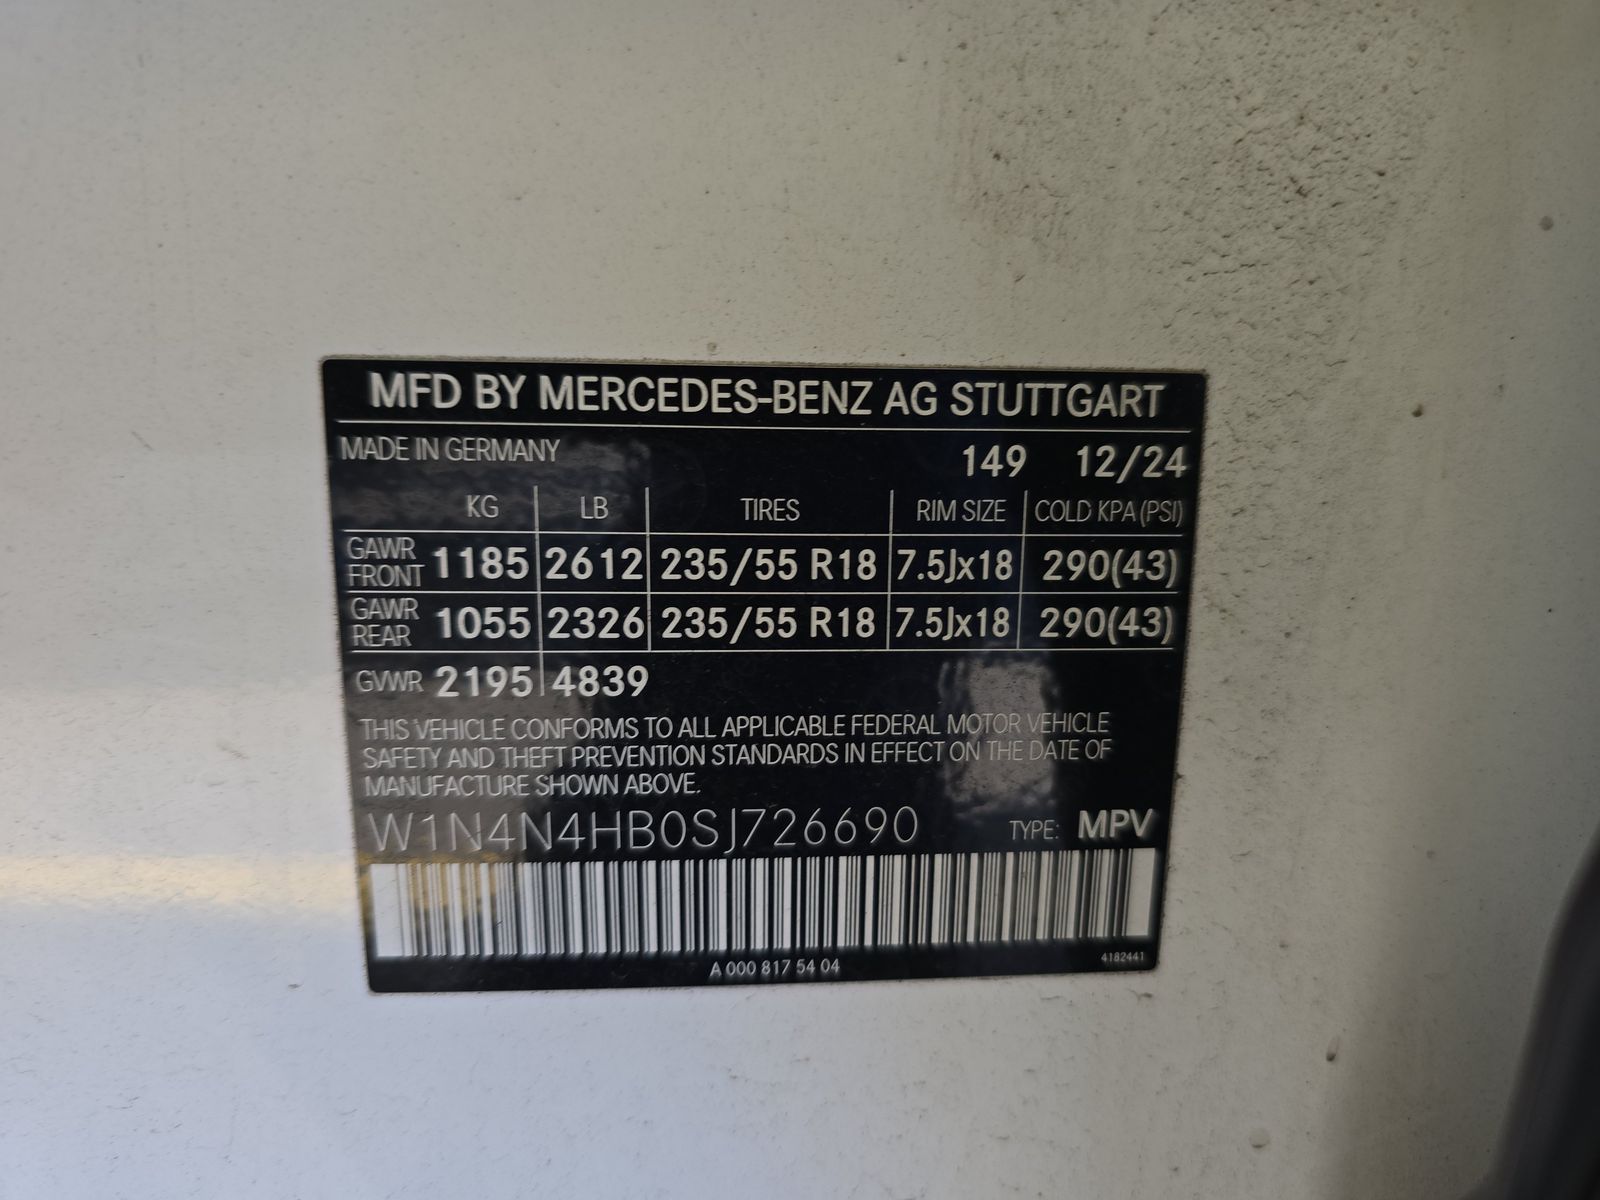 MFD BY MERCEDES-BENZ AG STUTTGART
MADE IN GERMANY 149 12/24
KG LB TIRES RIM SIZE COLD KPA (PSI)
GAWR FRONT 1185 2612 235/55 R18 7.5Jx18 290(43)
GAWR REAR 1055 2326 235/55 R18 7.5Jx18 290(43)
GVWR 2195 4839
THIS VEHICLE CONFORMS TO ALL APPLICABLE FEDERAL MOTOR VEHICLE
SAFETY AND THEFT PREVENTION STANDARDS IN EFFECT ON THE DATE OF
MANUFACTURE SHOWN ABOVE.
W1N4N4HB0SJ726690 TYPE: MPV
A 000 817 54 04 4182441